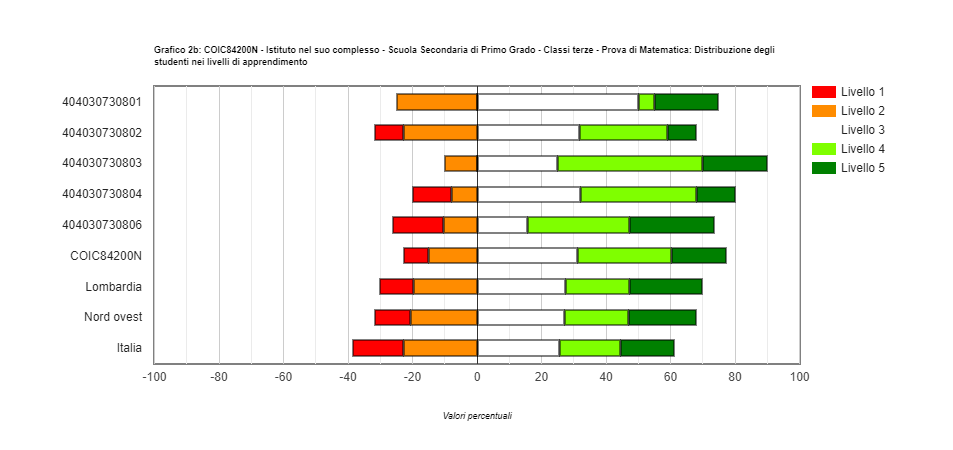 Grafico 2b: COIC84200N - Istituto nel suo complesso - Scuola Secondaria di Primo Grado - Classi terze - Prova di Matematica: Distribuzione degli
studenti nei livelli di apprendimento
404030730801
404030730802
404030730803
404030730804
404030730806
COIC84200N
Lombardia
Nord ovest
Italia
Livello 1
Livello 2
Livello 3
Livello 4
Livello 5
-100 -80 -60 -40 -20 0 20 40 60 80 100
Valori percentuali